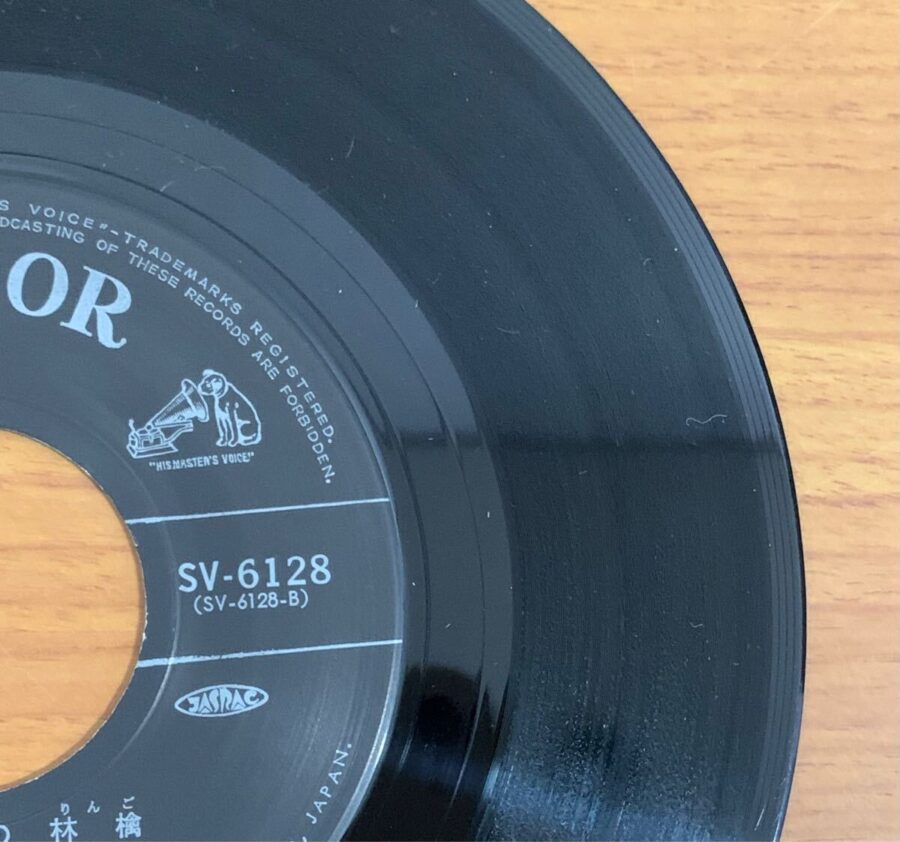 S VOICE"-TRADEMARKS REGISTERED.
DCASTING OF THESE RECORDS ARE FORBIDDEN.
OR
"HIS MASTER'S VOICE"
SV-6128
(SV-6128-B)
JASRAC
りんご
の 林檎
JAPAN.